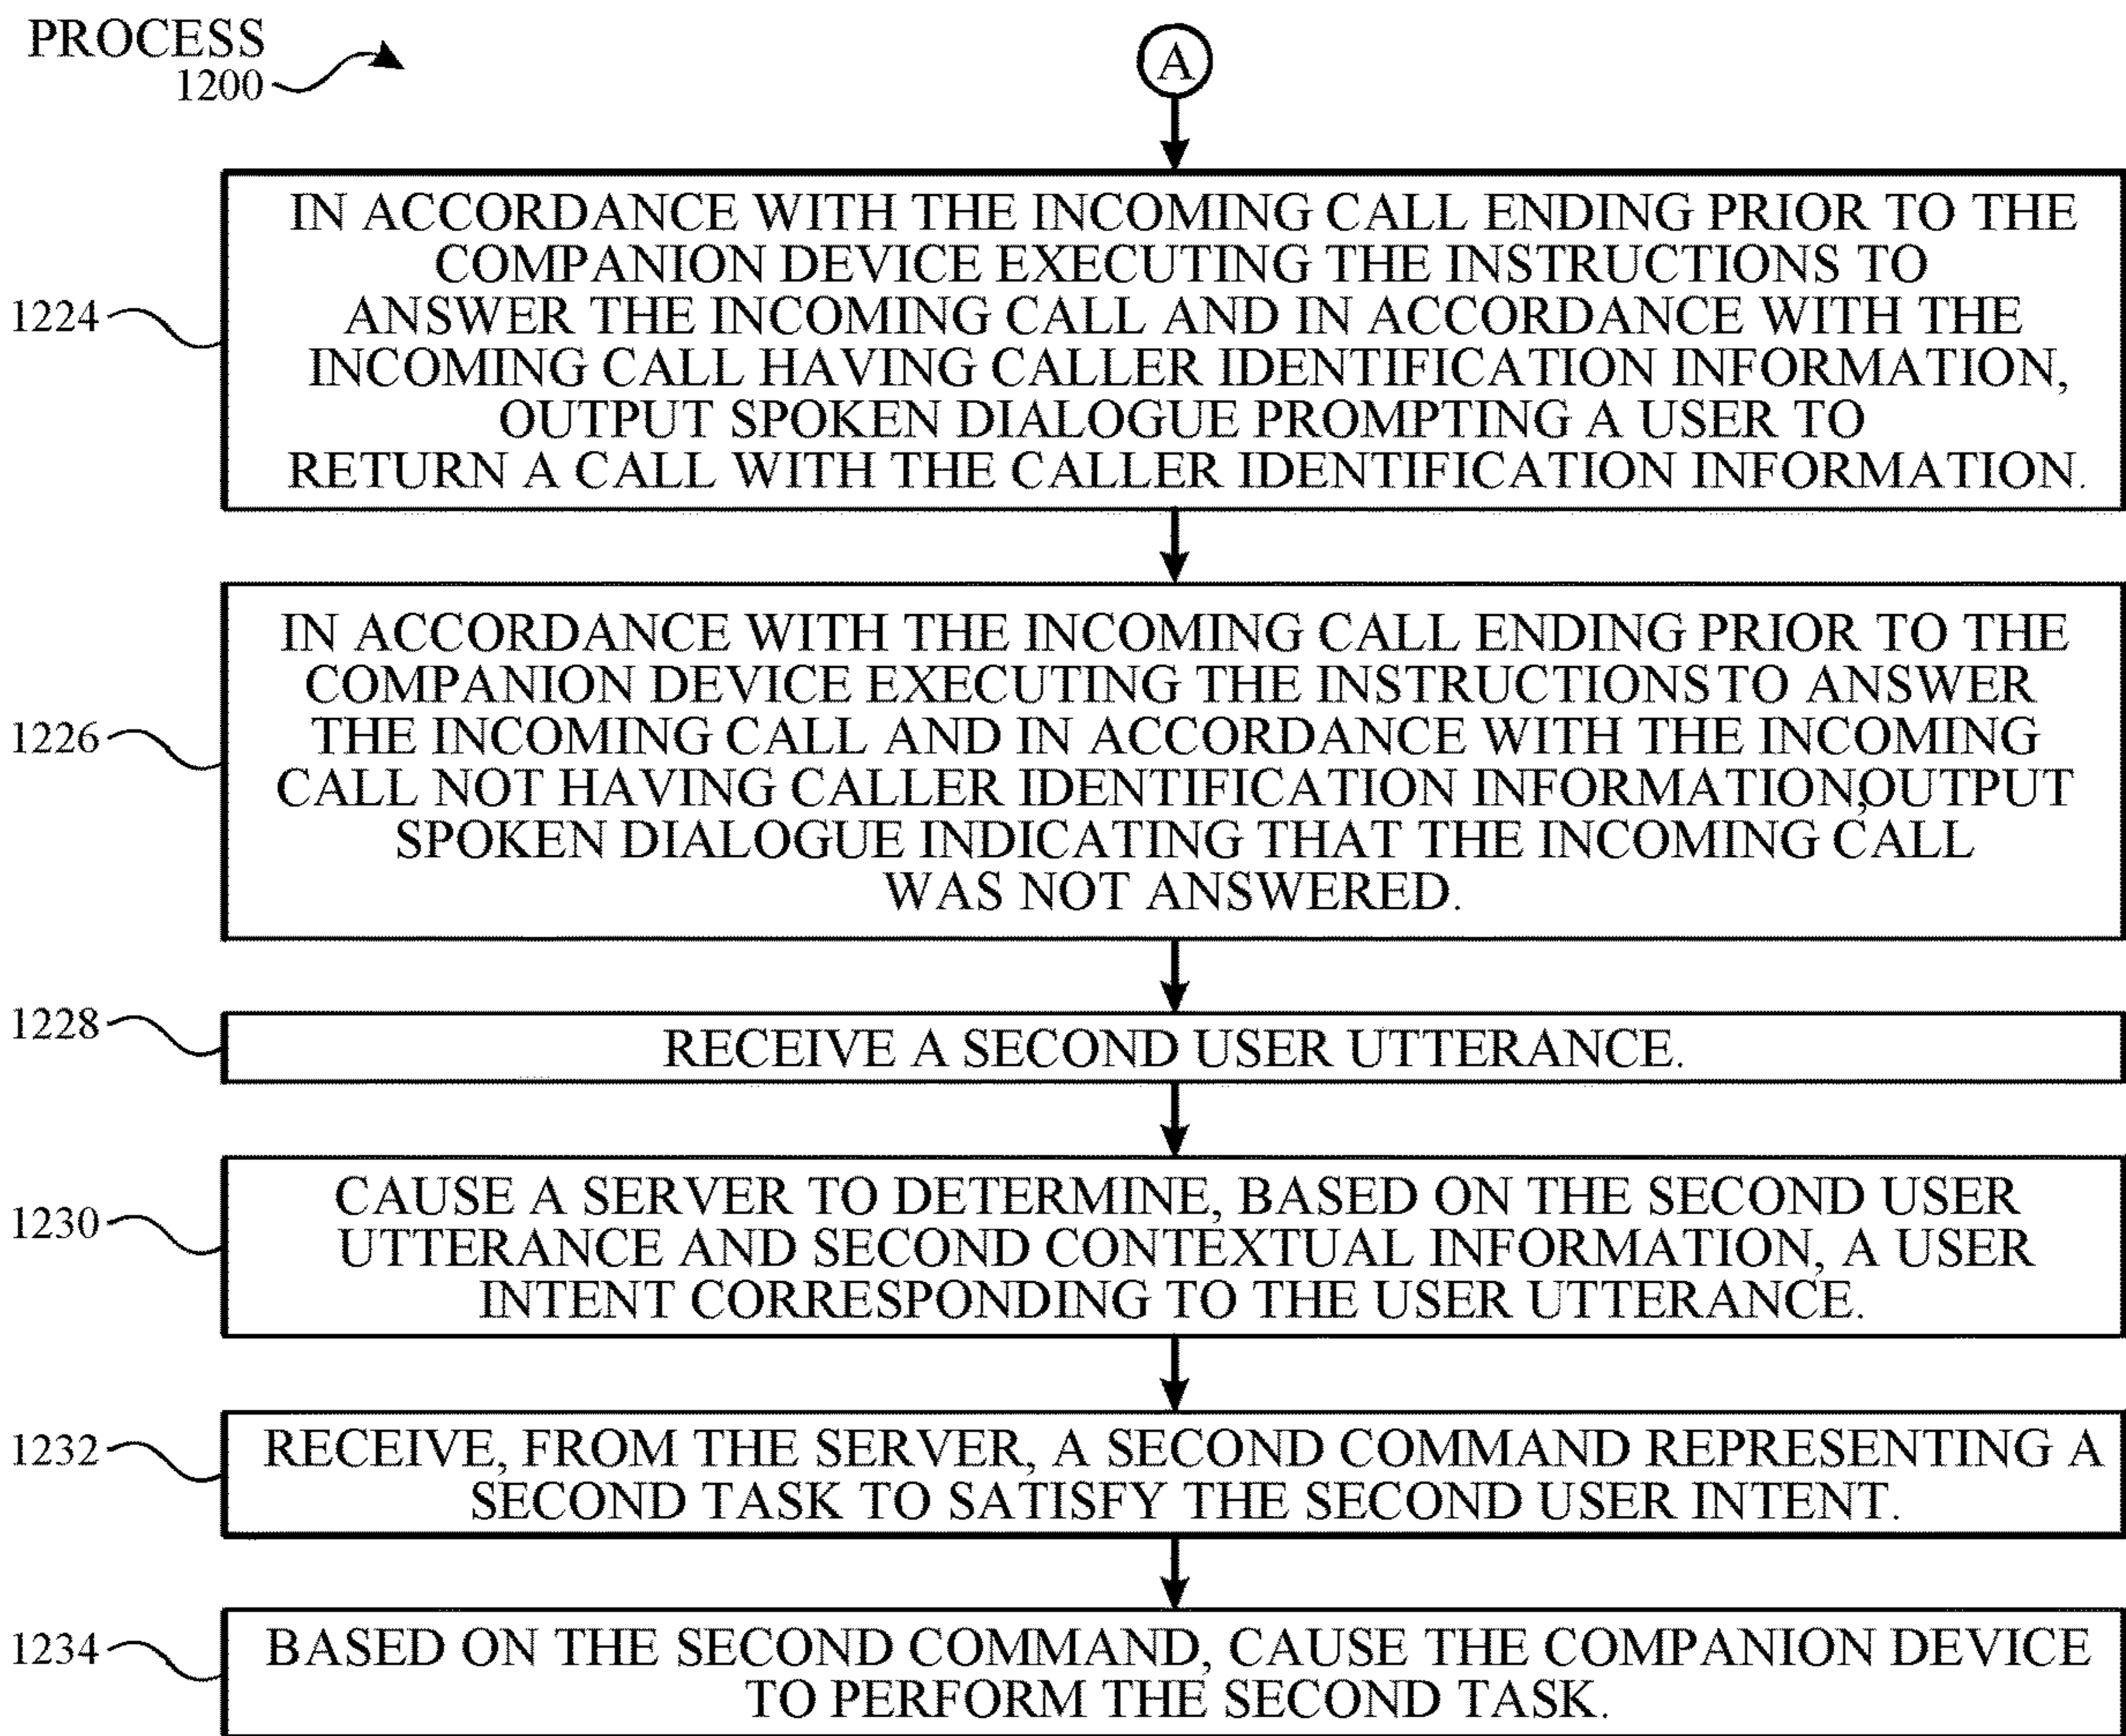 PROCESS
1200
A
1224
IN ACCORDANCE WITH THE INCOMING CALL ENDING PRIOR TO THE
COMPANION DEVICE EXECUTING THE INSTRUCTIONS TO
ANSWER THE INCOMING CALL AND IN ACCORDANCE WITH THE
INCOMING CALL HAVING CALLER IDENTIFICATION INFORMATION,
OUTPUT SPOKEN DIALOGUE PROMPTING A USER TO
RETURN A CALL WITH THE CALLER IDENTIFICATION INFORMATION.
1226
IN ACCORDANCE WITH THE INCOMING CALL ENDING PRIOR TO THE
COMPANION DEVICE EXECUTING THE INSTRUCTIONS TO ANSWER
THE INCOMING CALL AND IN ACCORDANCE WITH THE INCOMING
CALL NOT HAVING CALLER IDENTIFICATION INFORMATION,OUTPUT
SPOKEN DIALOGUE INDICATING THAT THE INCOMING CALL
WAS NOT ANSWERED.
1228
RECEIVE A SECOND USER UTTERANCE.
1230
CAUSE A SERVER TO DETERMINE, BASED ON THE SECOND USER
UTTERANCE AND SECOND CONTEXTUAL INFORMATION, A USER
INTENT CORRESPONDING TO THE USER UTTERANCE.
1232
RECEIVE, FROM THE SERVER, A SECOND COMMAND REPRESENTING A
SECOND TASK TO SATISFY THE SECOND USER INTENT.
1234
BASED ON THE SECOND COMMAND, CAUSE THE COMPANION DEVICE
TO PERFORM THE SECOND TASK.